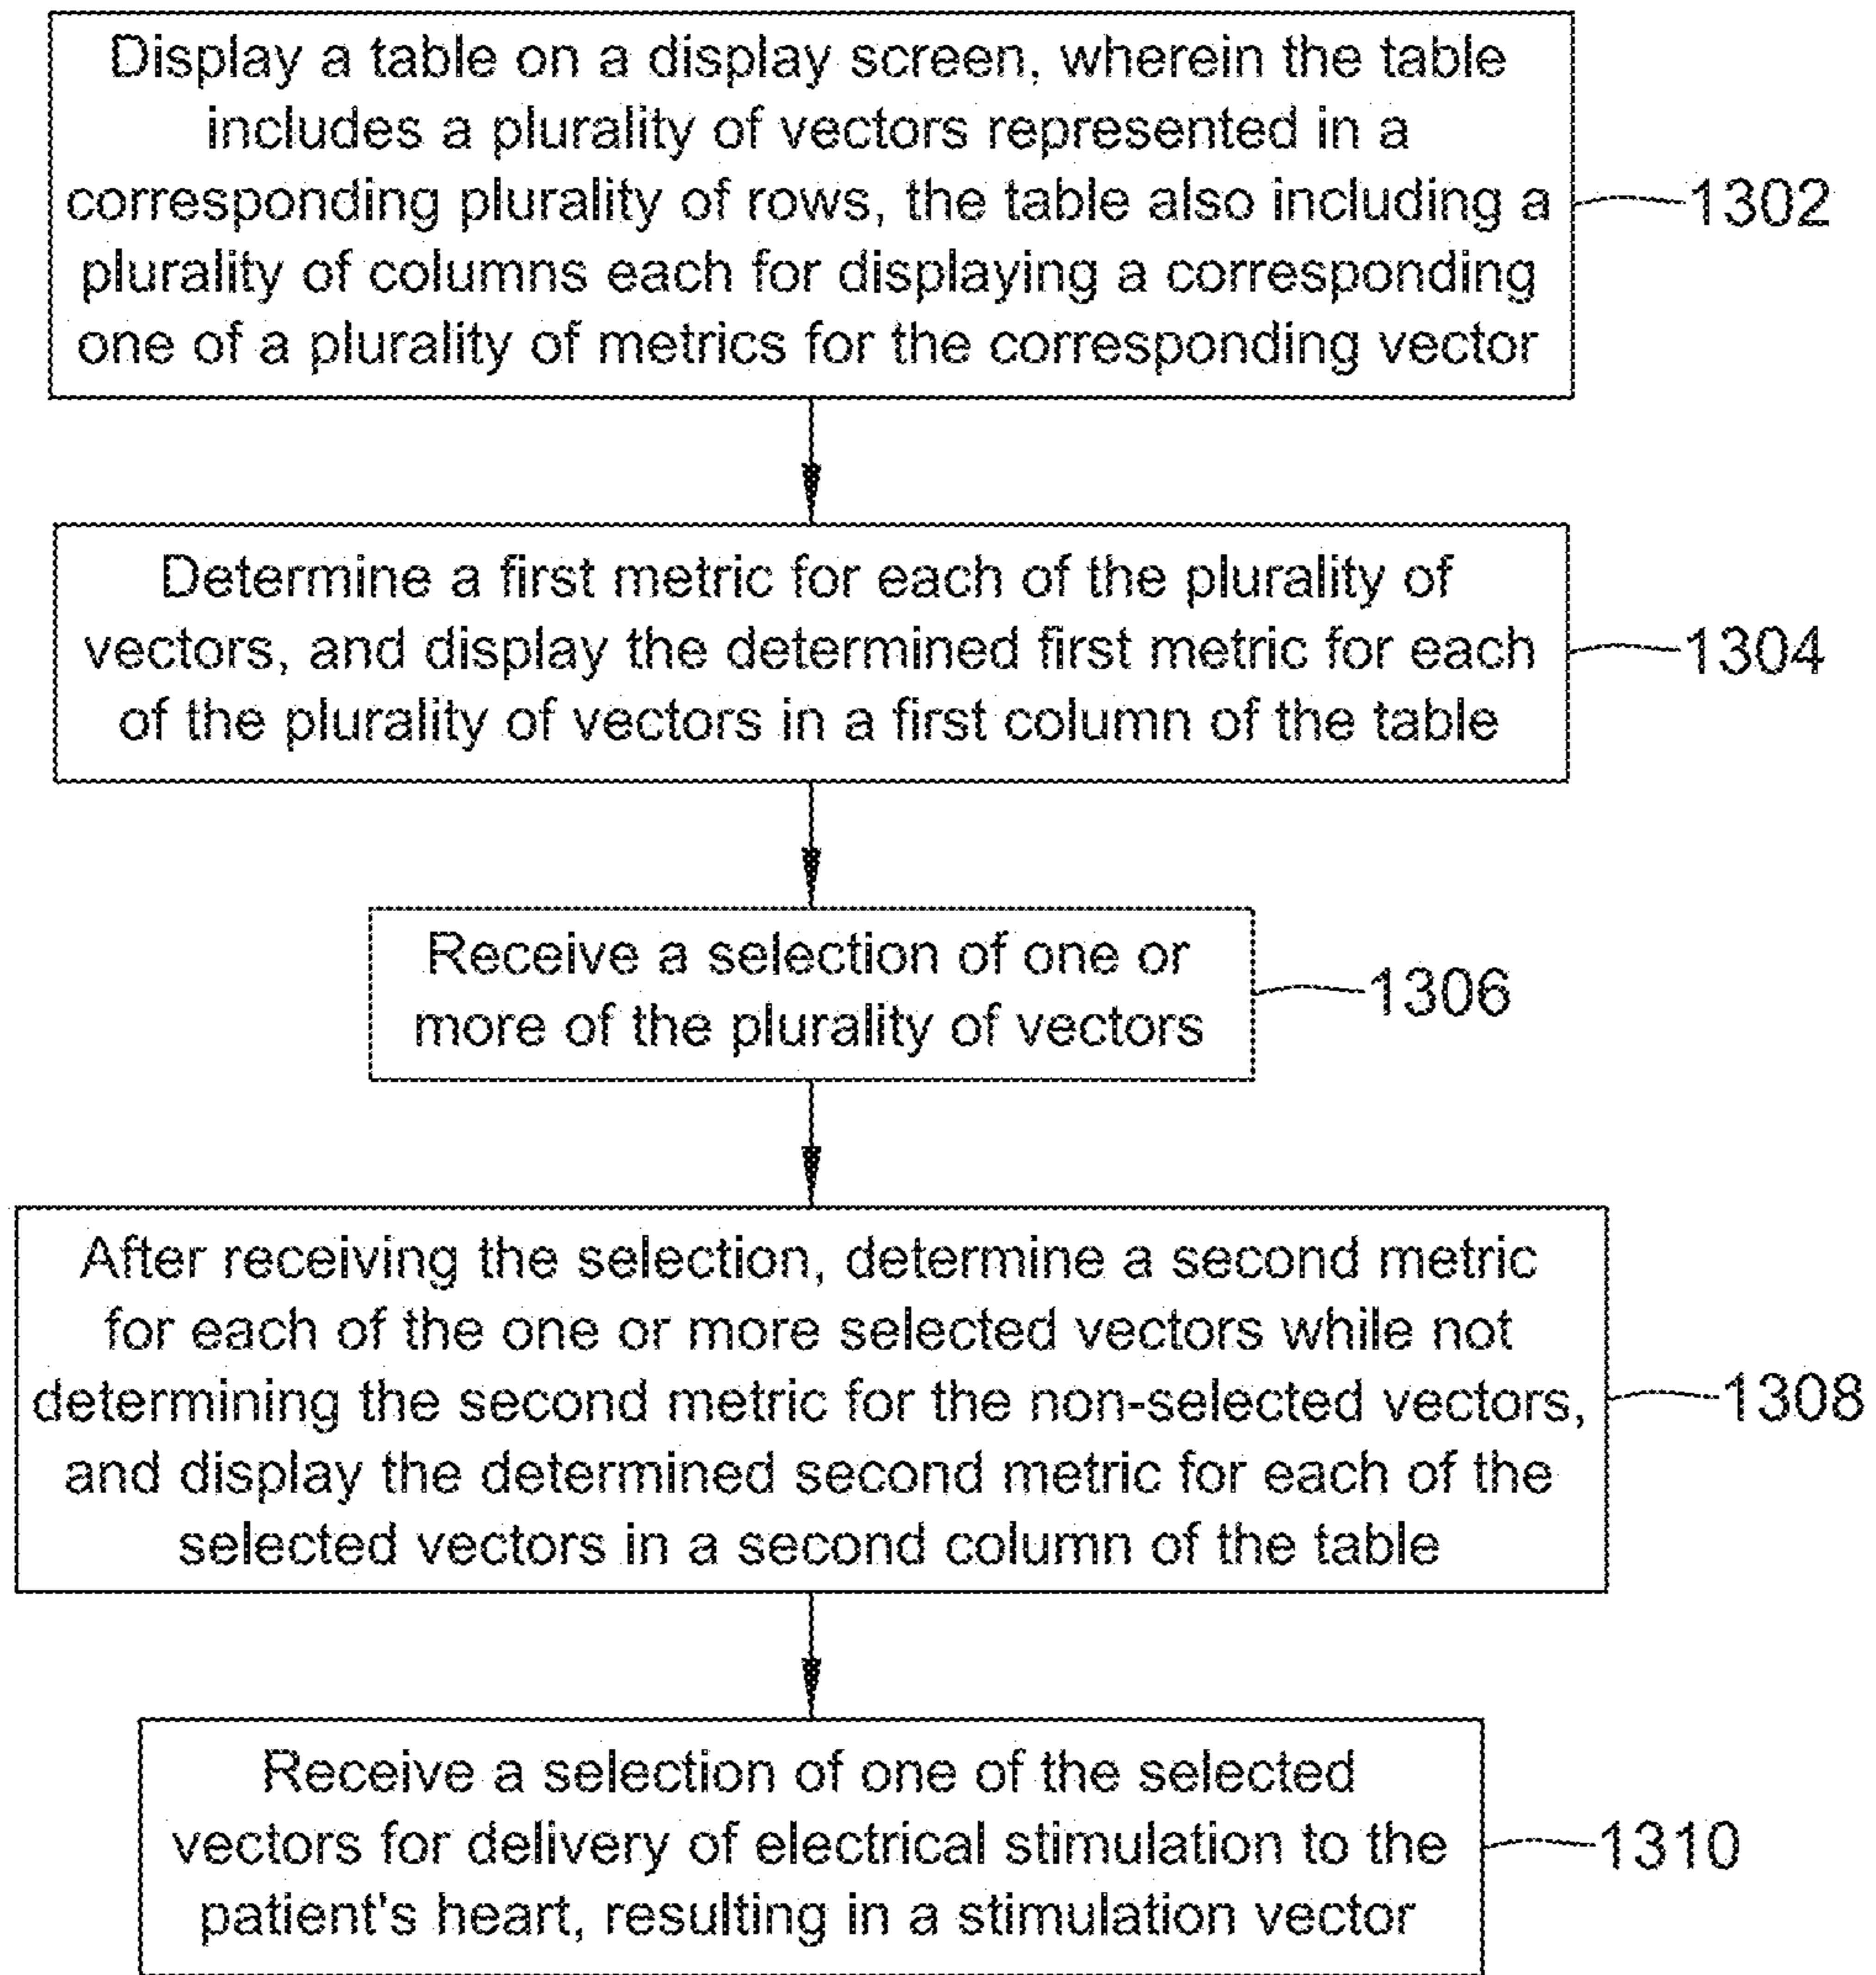 Display a table on a display screen, wherein the table
includes a plurality of vectors represented in a
corresponding plurality of rows, the table also including a
plurality of columns each for displaying a corresponding
one of a plurality of metrics for the corresponding vector
1302
Determine a first metric for each of the plurality of
vectors, and display the determined first metric for each
of the plurality of vectors in a first column of the table
1304
Receive a selection of one or
more of the plurality of vectors
1306
After receiving the selection, determine a second metric
for each of the one or more selected vectors while not
determining the second metric for the non-selected vectors,
and display the determined second metric for each of the
selected vectors in a second column of the table
1308
Receive a selection of one of the selected
vectors for delivery of electrical stimulation to the
patient's heart, resulting in a stimulation vector
1310